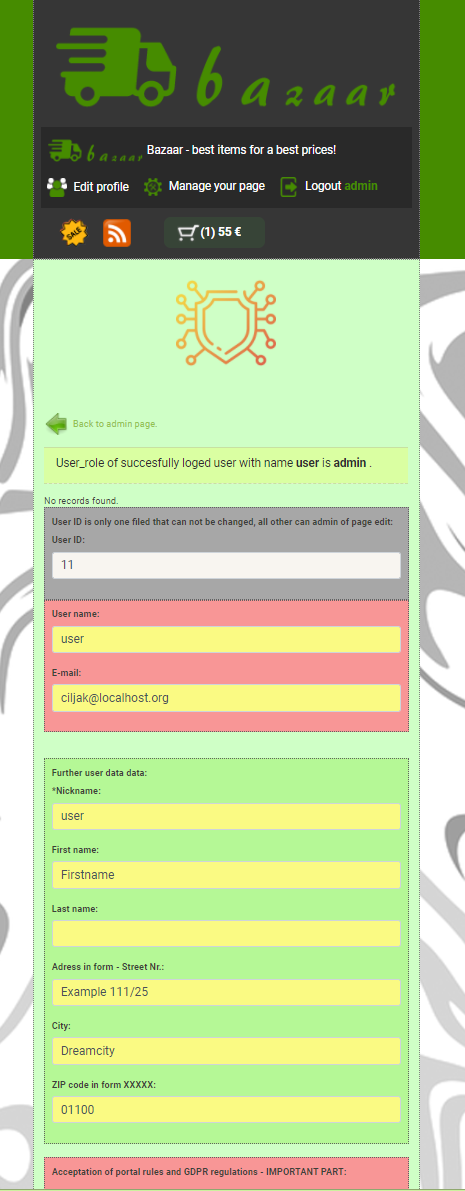 bazaar
bazaar Bazaar - best items for a best prices!
Edit profile Manage your page Logout admin
SALE (1) 55 €
Back to admin page.
User_role of succesfully loged user with name user is admin .
No records found.
User ID is only one filed that can not be changed, all other can admin of page edit:
User ID:
11
User name:
user
E-mail:
ciljak@localhost.org
Further user data data:
*Nickname:
user
First name:
Firstname
Last name:
Adress in form - Street Nr.:
Example 111/25
City:
Dreamcity
ZIP code in form XXXXX:
01100
Acceptation of portal rules and GDPR regulations - IMPORTANT PART: